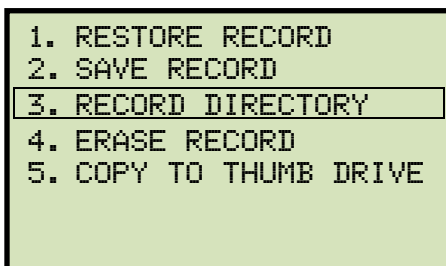 1. RESTORE RECORD
2. SAVE RECORD
3. RECORD DIRECTORY
4. ERASE RECORD
5. COPY TO THUMB DRIVE